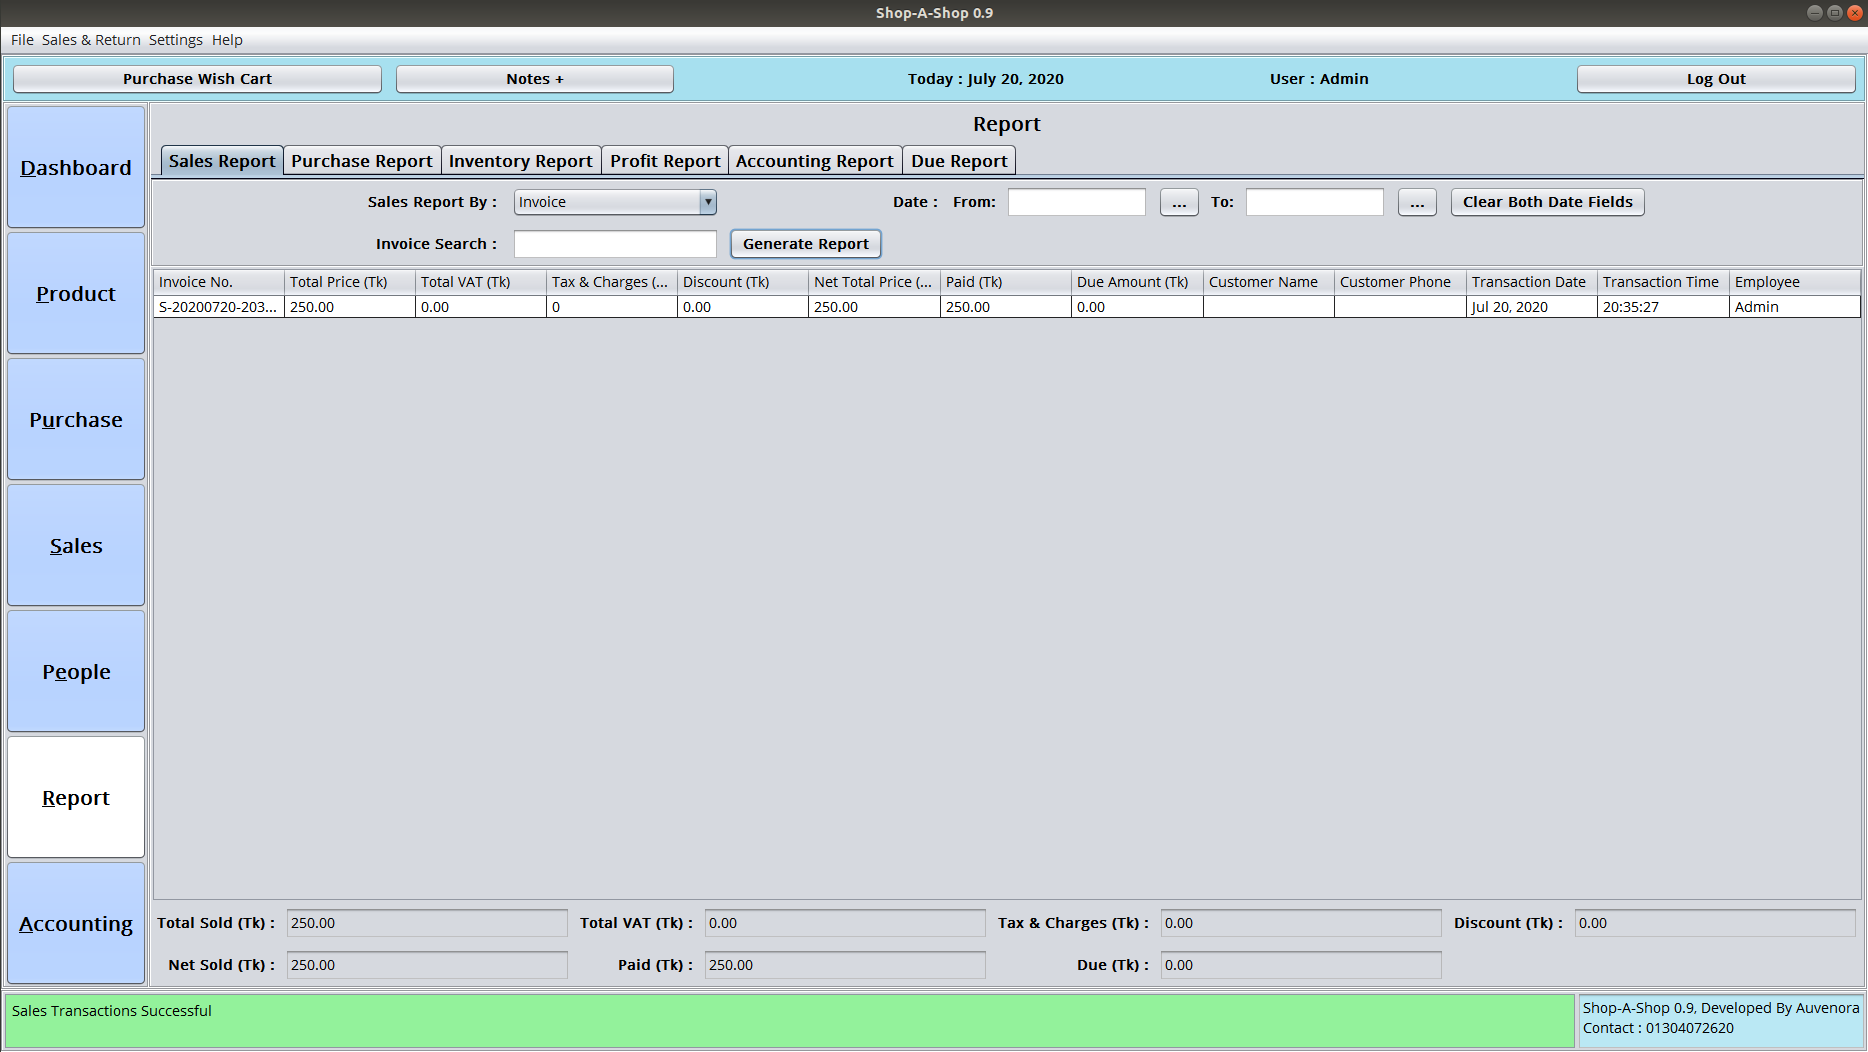 Shop-A-Shop 0.9
File Sales & Return Settings Help
Purchase Wish Cart Notes + Today : July 20, 2020 User : Admin Log Out
Report
Dashboard
Product
Purchase
Sales
People
Report
Accounting
Sales Report Purchase Report Inventory Report Profit Report Accounting Report Due Report
Sales Report By : Invoice Date : From: ... To: ... Clear Both Date Fields
Invoice Search : Generate Report
Invoice No. Total Price (Tk) Total VAT (Tk) Tax & Charges (... Discount (Tk) Net Total Price (... Paid (Tk) Due Amount (Tk) Customer Name Customer Phone Transaction Date Transaction Time Employee
S-20200720-203... 250.00 0.00 0 0.00 250.00 250.00 0.00 Jul 20, 2020 20:35:27 Admin
Total Sold (Tk) : 250.00 Total VAT (Tk) : 0.00 Tax & Charges (Tk) : 0.00 Discount (Tk) : 0.00
Net Sold (Tk) : 250.00 Paid (Tk) : 250.00 Due (Tk) : 0.00
Sales Transactions Successful
Shop-A-Shop 0.9, Developed By Auvenora
Contact : 01304072620